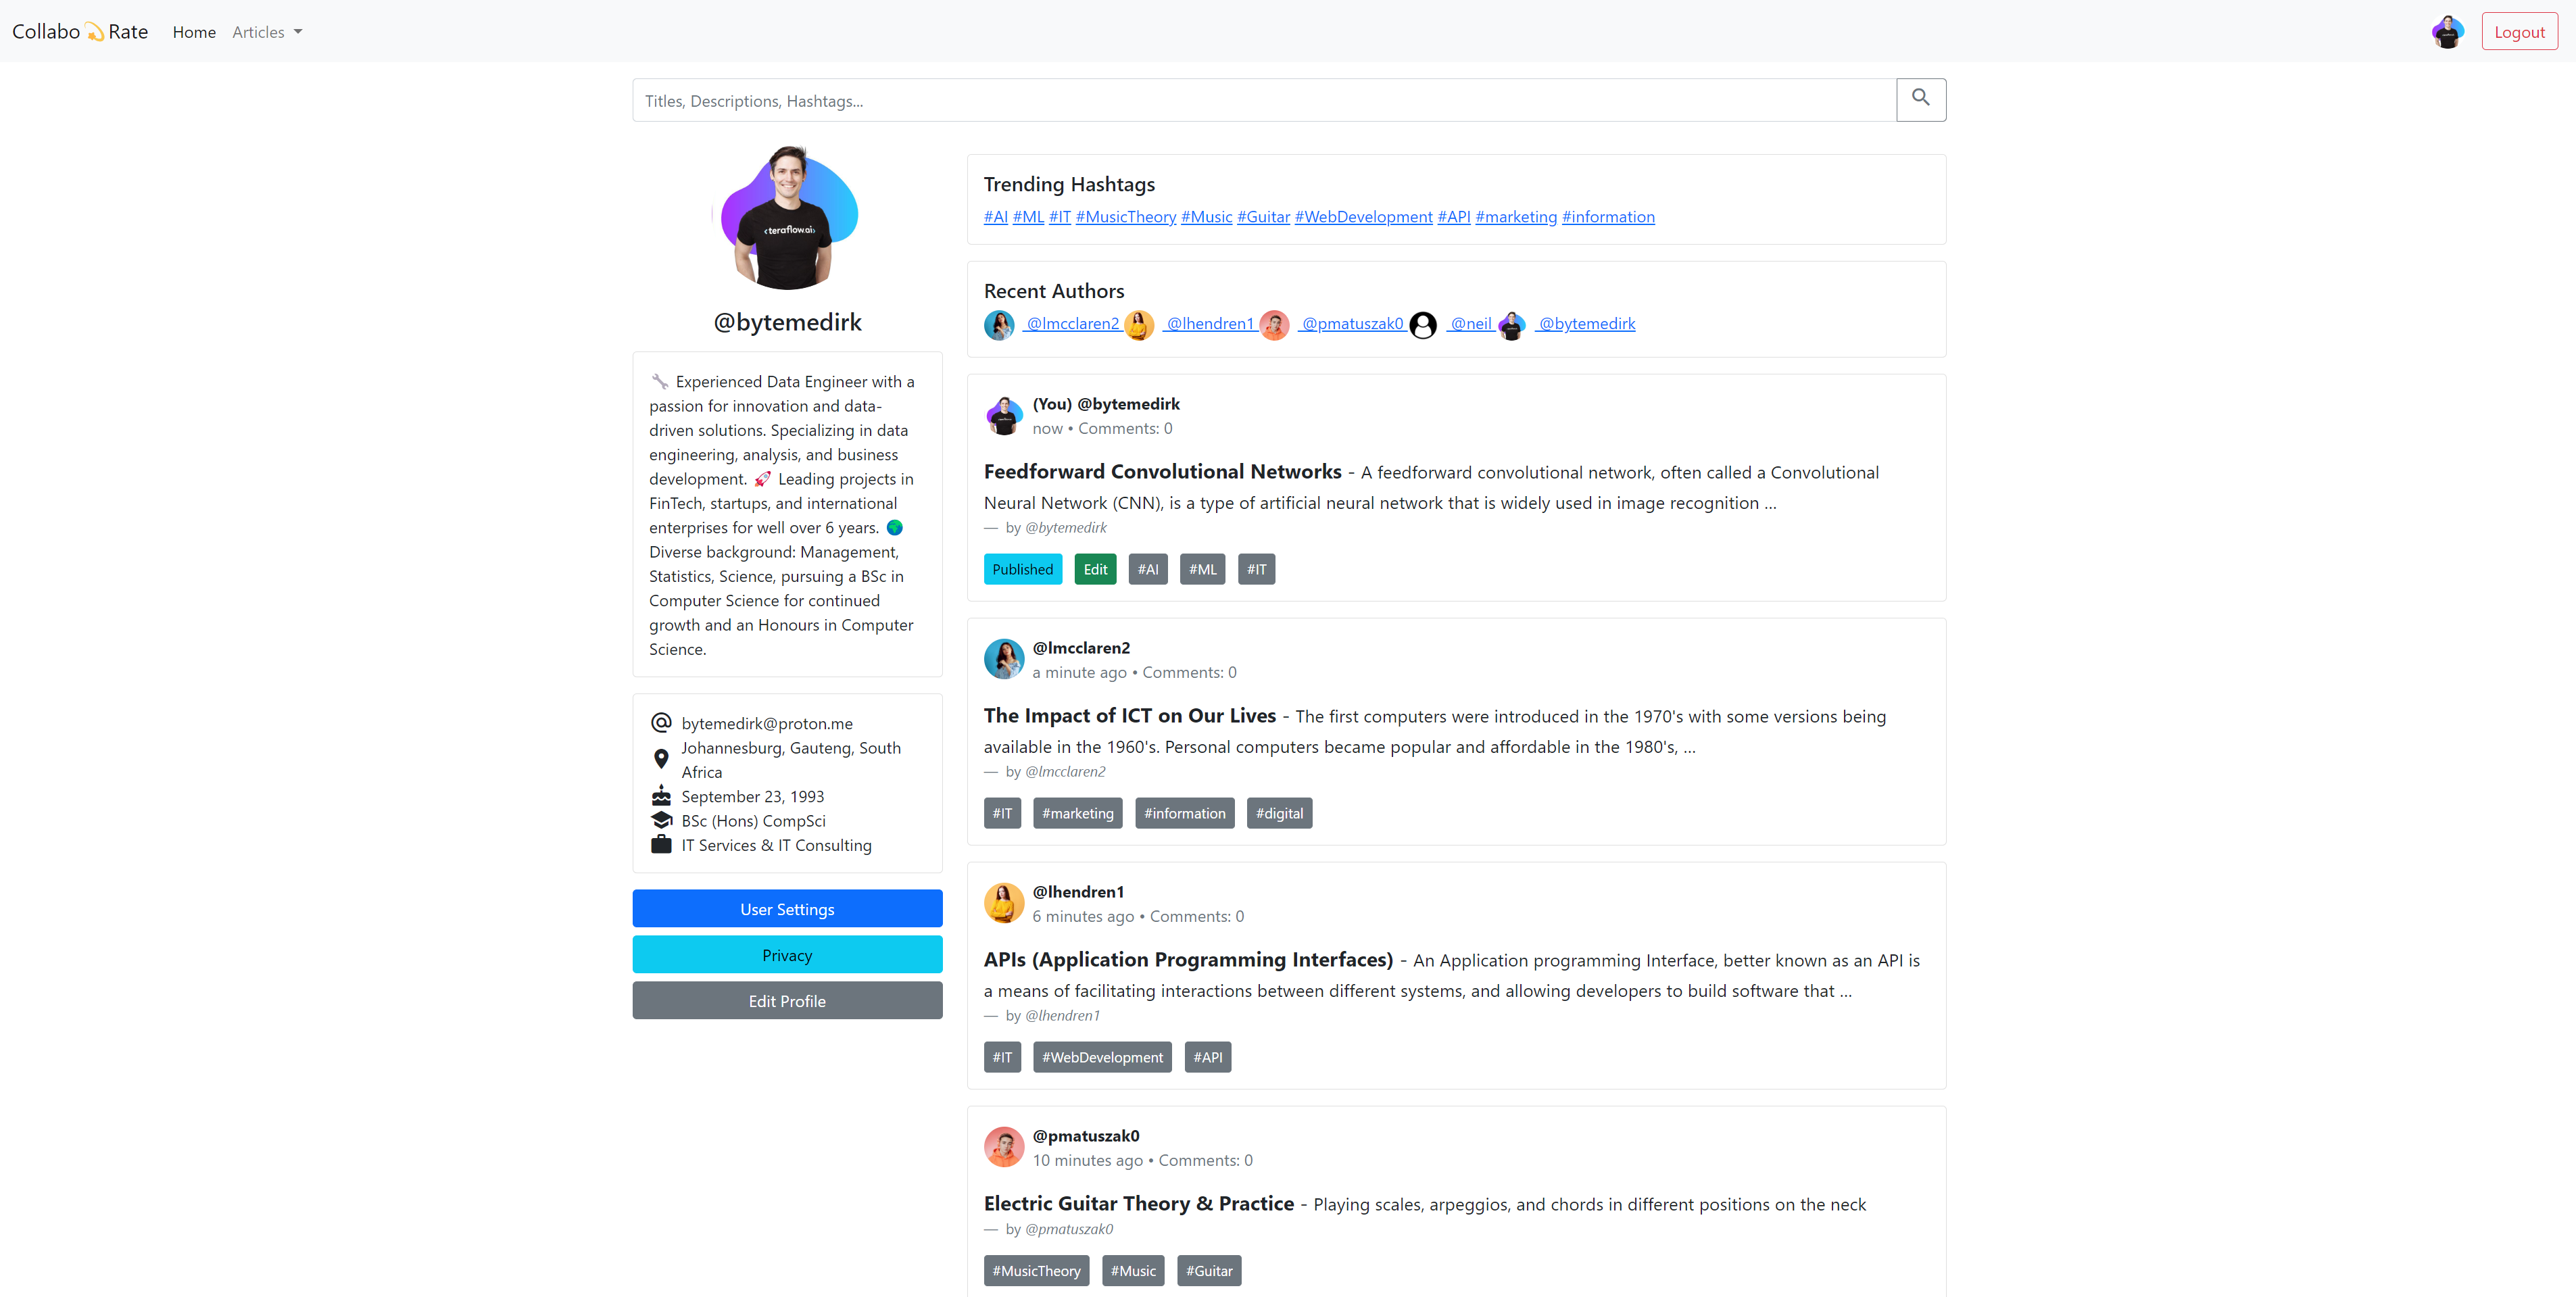 Collabo💫Rate Home Articles
Logout
Titles, Descriptions, Hashtags...
<teraflow.ai>
@bytemedirk
🔧 Experienced Data Engineer with a
passion for innovation and data-
driven solutions. Specializing in data
engineering, analysis, and business
development. 🚀 Leading projects in
FinTech, startups, and international
enterprises for well over 6 years. 🌍
Diverse background: Management,
Statistics, Science, pursuing a BSc in
Computer Science for continued
growth and an Honours in Computer
Science.
bytemedirk@proton.me
Johannesburg, Gauteng, South
Africa
September 23, 1993
BSc (Hons) CompSci
IT Services & IT Consulting
User Settings
Privacy
Edit Profile
Trending Hashtags
#AI #ML #IT #MusicTheory #Music #Guitar #WebDevelopment #API #marketing #information
Recent Authors
@lmcclaren2 @lhendren1 @pmatuszak0 @neil @bytemedirk
(You) @bytemedirk
now • Comments: 0
Feedforward Convolutional Networks - A feedforward convolutional network, often called a Convolutional
Neural Network (CNN), is a type of artificial neural network that is widely used in image recognition ...
— by @bytemedirk
Published Edit #AI #ML #IT
@lmcclaren2
a minute ago • Comments: 0
The Impact of ICT on Our Lives - The first computers were introduced in the 1970's with some versions being
available in the 1960's. Personal computers became popular and affordable in the 1980's, ...
— by @lmcclaren2
#IT #marketing #information #digital
@lhendren1
6 minutes ago • Comments: 0
APIs (Application Programming Interfaces) - An Application programming Interface, better known as an API is
a means of facilitating interactions between different systems, and allowing developers to build software that ...
— by @lhendren1
#IT #WebDevelopment #API
@pmatuszak0
10 minutes ago • Comments: 0
Electric Guitar Theory & Practice - Playing scales, arpeggios, and chords in different positions on the neck
— by @pmatuszak0
#MusicTheory #Music #Guitar